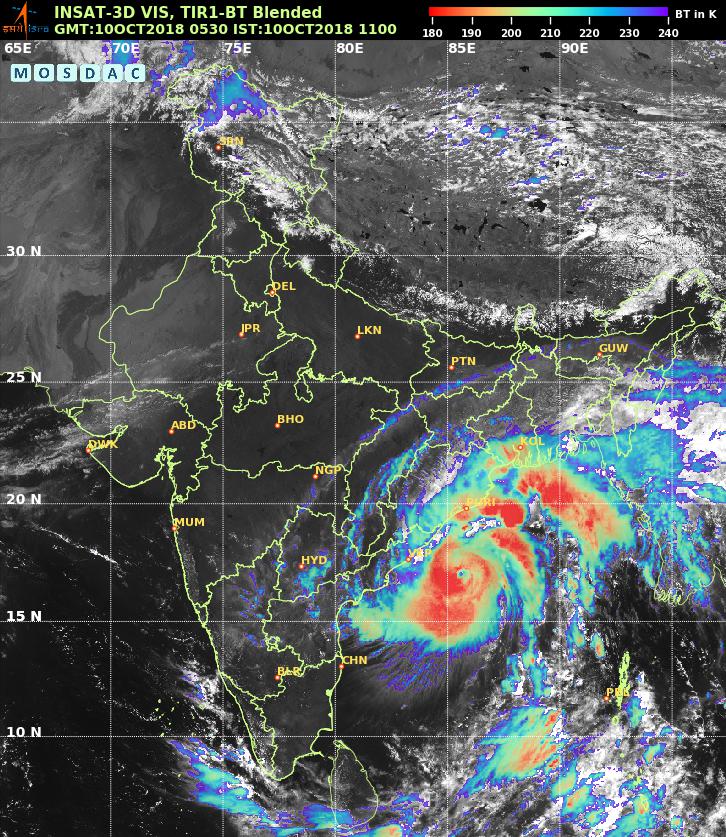 INSAT-3D VIS, TIR1-BT Blended
GMT:10OCT2018 0530 IST:10OCT2018 1100
BT in K
180 190 200 210 220 230 240
65E 70E 75E 80E 85E 90E
MOSDAC
SRN
30 N
DEL
JPR
LKN
GUW
PTN
25 N
ABD
BHO
DWK
KOL
NGP
20 N
PURI
MUM
VSP
HYD
15 N
CHN
BLR
PBL
10 N